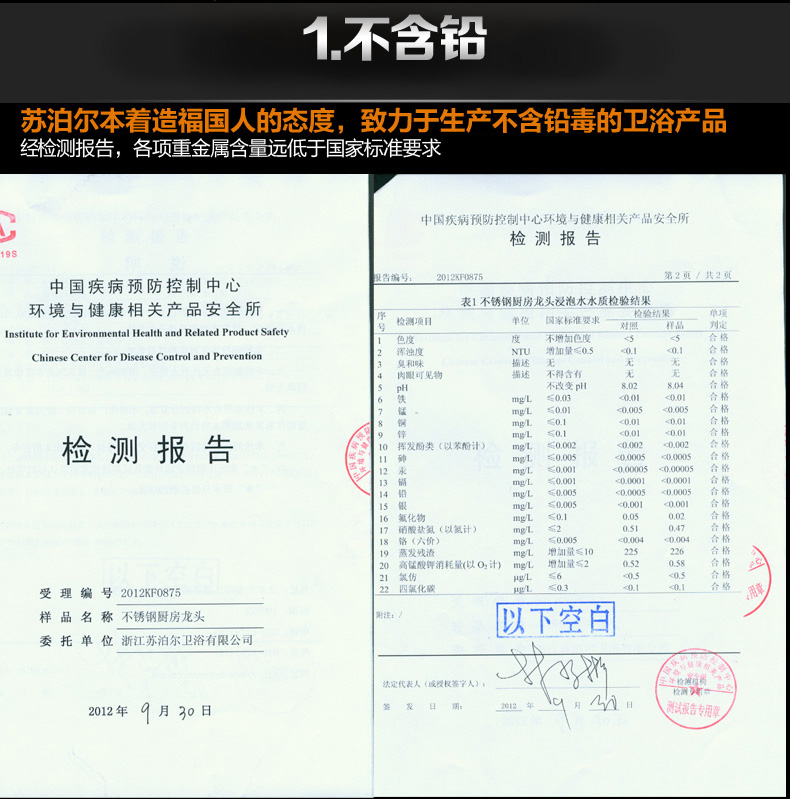 1.不含铅
苏泊尔本着造福国人的态度，致力于生产不含铅毒的卫浴产品
经检测报告，各项重金属含量远低于国家标准要求
19S
中国疾病预防控制中心
环境与健康相关产品安全所
Institute for Environmental Health and Related Product Safety
Chinese Center for Disease Control and Prevention
检测报告
受理编号 2012KF0875
样品名称 不锈钢厨房龙头
委托单位 浙江苏泊尔卫浴有限公司
2012年 9月 30日
中国疾病预防控制中心环境与健康相关产品安全所
检测报告
报告编号： 2012KF0875 第2页 / 共2页
表1 不锈钢厨房龙头浸泡水水质检验结果
序号 检测项目 单位 国家标准要求 检验结果 对照 样品 单项判定
1 色度 度 不增加色度 <5 <5 合格
2 浑浊度 NTU 增加量≤0.5 <0.1 <0.1 合格
3 臭和味 描述 无 无 无 合格
4 肉眼可见物 描述 不得含有 无 无 合格
5 pH 不改变 pH 8.02 8.04 合格
6 铁 mg/L ≤0.03 <0.01 <0.01 合格
7 锰 mg/L ≤0.01 <0.005 <0.005 合格
8 铜 mg/L ≤0.1 <0.01 <0.01 合格
9 锌 mg/L ≤0.1 <0.01 <0.01 合格
10 挥发酚类（以苯酚计） mg/L ≤0.002 <0.002 <0.002 合格
11 砷 mg/L ≤0.005 <0.0005 <0.0005 合格
12 汞 mg/L ≤0.001 <0.00005 <0.00005 合格
13 镉 mg/L ≤0.001 <0.0001 <0.0001 合格
14 铅 mg/L ≤0.005 <0.0005 <0.0005 合格
15 银 mg/L ≤0.005 <0.001 <0.001 合格
16 氟化物 mg/L ≤0.1 0.05 0.02 合格
17 硝酸盐氮（以氮计） mg/L ≤2 0.51 0.47 合格
18 铬（六价） mg/L ≤0.005 <0.004 <0.004 合格
19 蒸发残渣 mg/L 增加量≤10 225 226 合格
20 高锰酸钾消耗量(以O2计) mg/L 增加量≤2 0.52 0.58 合格
21 氯仿 μg/L ≤6 <0.5 <0.5 合格
22 四氯化碳 μg/L ≤0.3 <0.1 <0.1 合格
附注：/
以下空白
法定代表人（或授权签字人）：
签发日期： 2012 年 9 月 30 日
测试报告专用章